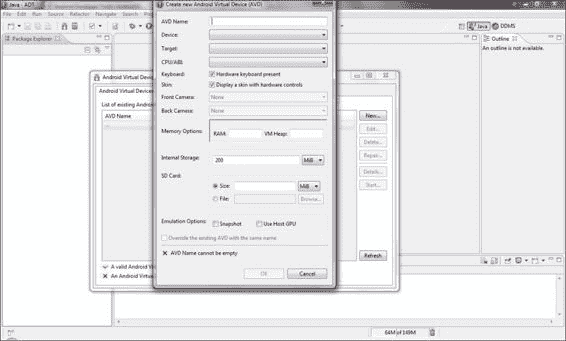 Java - ADT
Create new Android Virtual Device (AVD)
File Edit Source Refactor Navigate Search
Java
DDMS
Package Explorer
Outline
An outline is not available.
Android Virtual Devic
Android Virtual Devic
List of existing Android
AVD Name
New...
Edit...
Delete...
Repair...
Details...
Start...
Refresh
A valid Android Virt
An Android Virtual
AVD Name:
Device:
Target:
CPU/ABI:
Keyboard: Hardware keyboard present
Skin: Display a skin with hardware controls
Front Camera: None
Back Camera: None
Memory Options: RAM: VM Heap:
Internal Storage: 200 MiB
SD Card:
Size: MiB
File: Browse...
Emulation Options: Snapshot Use Host GPU
Override the existing AVD with the same name
AVD Name cannot be empty
OK Cancel
64M of 149M